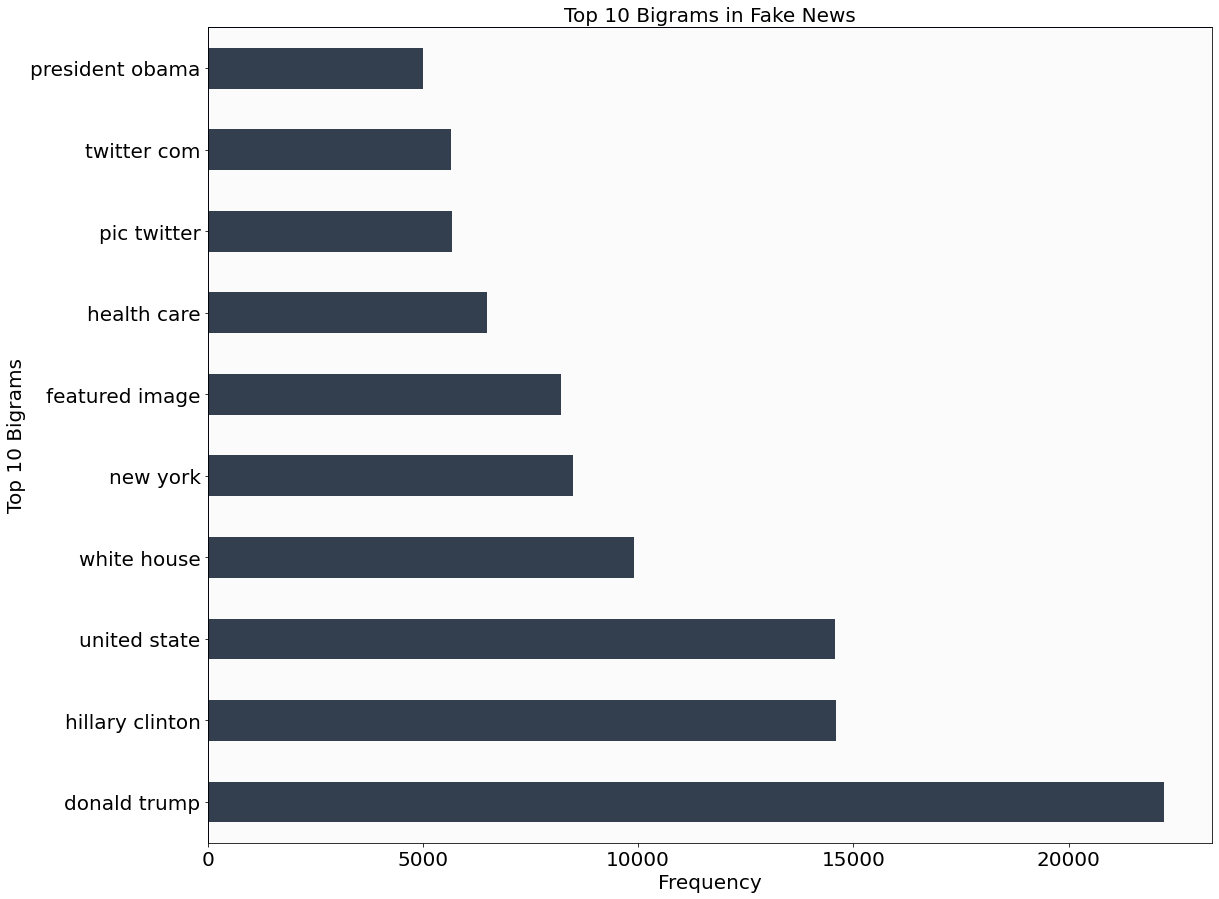 Top 10 Bigrams in Fake News
president obama
twitter com
pic twitter
health care
featured image
new york
white house
united state
hillary clinton
donald trump
Top 10 Bigrams
0 5000 10000 15000 20000
Frequency